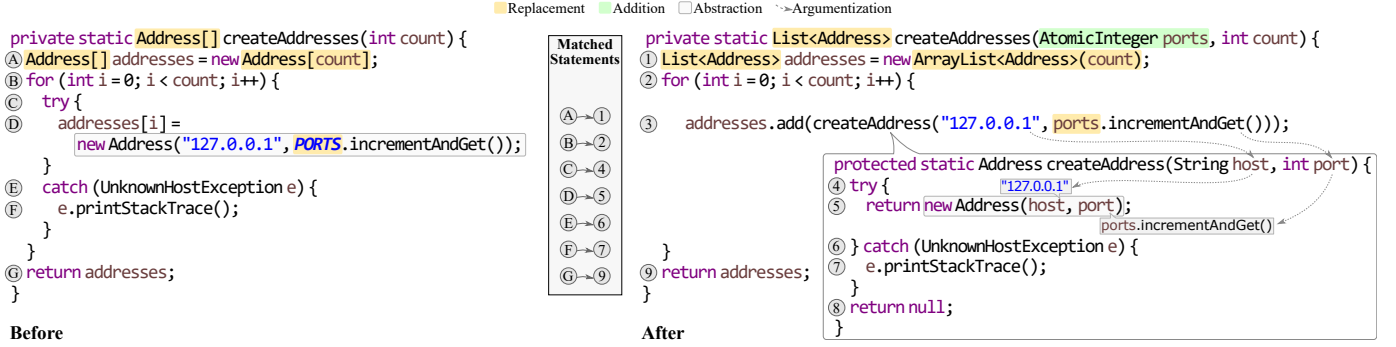 Replacement Addition Abstraction Argumentization
private static Address[] createAddresses(int count) {
A Address[] addresses = new Address[count];
B for (int i = 0; i < count; i++) {
C try {
D addresses[i] =
new Address("127.0.0.1", PORTS.incrementAndGet());
}
E catch (UnknownHostException e) {
F e.printStackTrace();
}
}
G return addresses;
}
Before
Matched
Statements
A 1
B 2
C 4
D 5
E 6
F 7
G 9
private static List<Address> createAddresses(AtomicInteger ports, int count) {
1 List<Address> addresses = new ArrayList<Address>(count);
2 for (int i = 0; i < count; i++) {
3 addresses.add(createAddress("127.0.0.1", ports.incrementAndGet()));
protected static Address createAddress(String host, int port) {
4 try {
"127.0.0.1"
5 return new Address(host, port);
ports.incrementAndGet()
6 } catch (UnknownHostException e) {
7 e.printStackTrace();
}
8 return null;
}
}
9 return addresses;
}
After